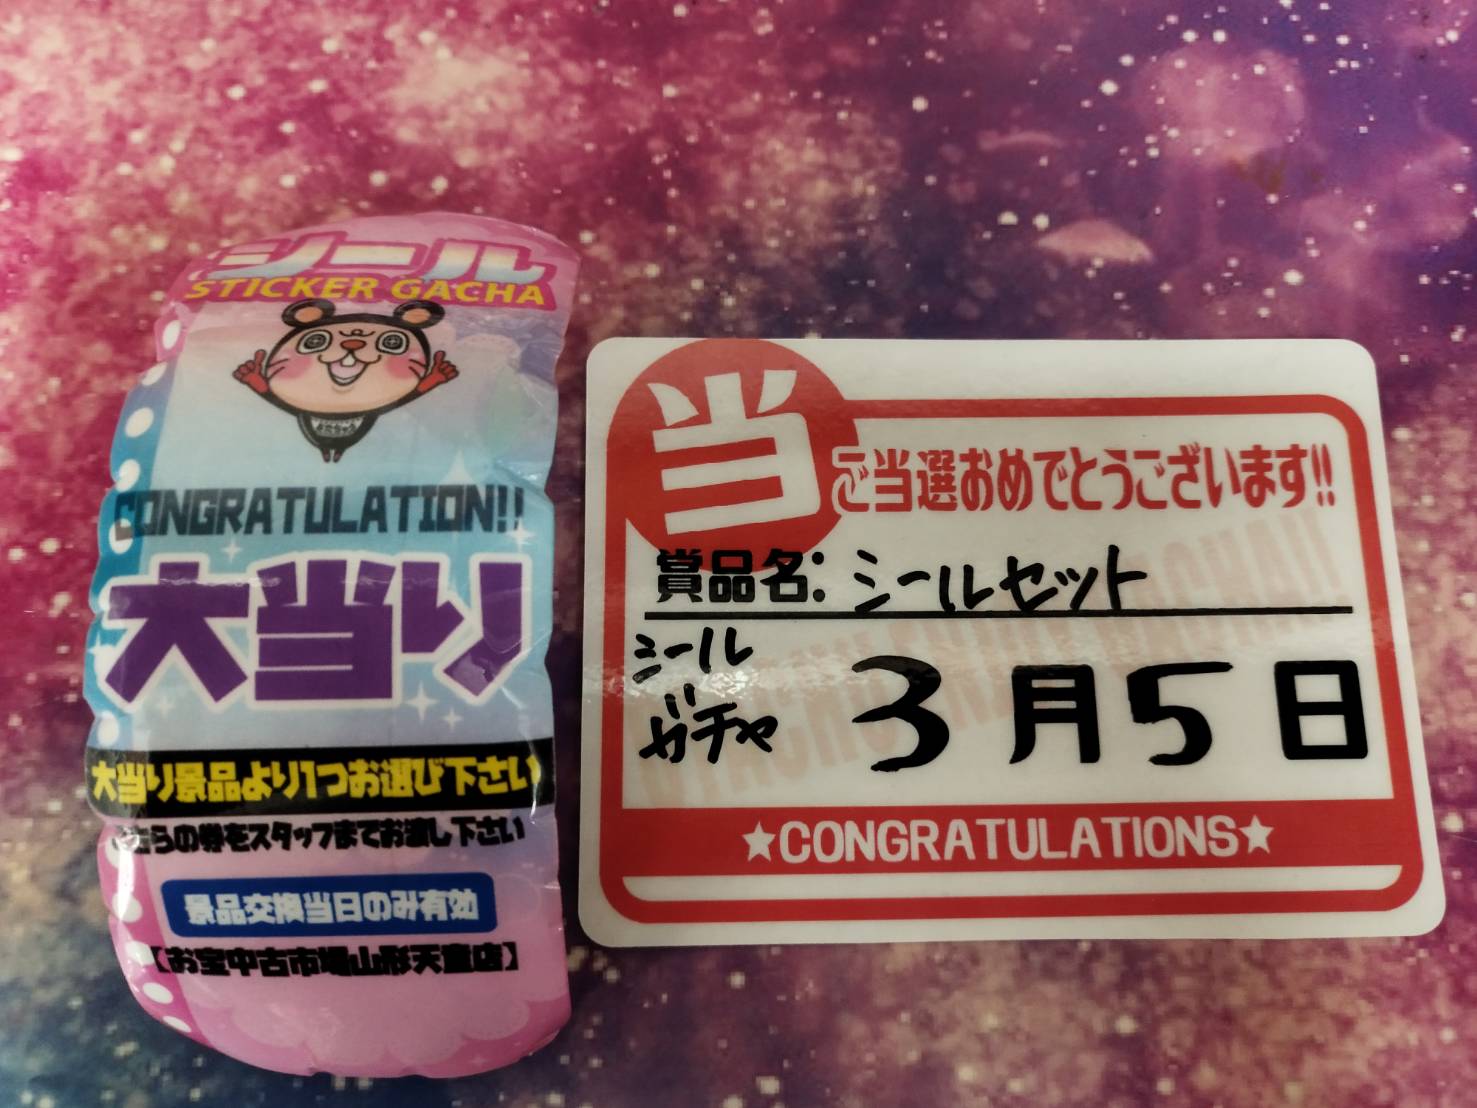 シール
STICKER GACHA
CONGRATULATION!!
大当り
大当り景品より1つお選び下さい
こちらの券をスタッフまでお渡し下さい
景品交換当日のみ有効
【お宝中古市場山形天童店】
当
ご当選おめでとうございます!!
賞品名：シールセット
シール
ガチャ
3月5日
★CONGRATULATIONS★